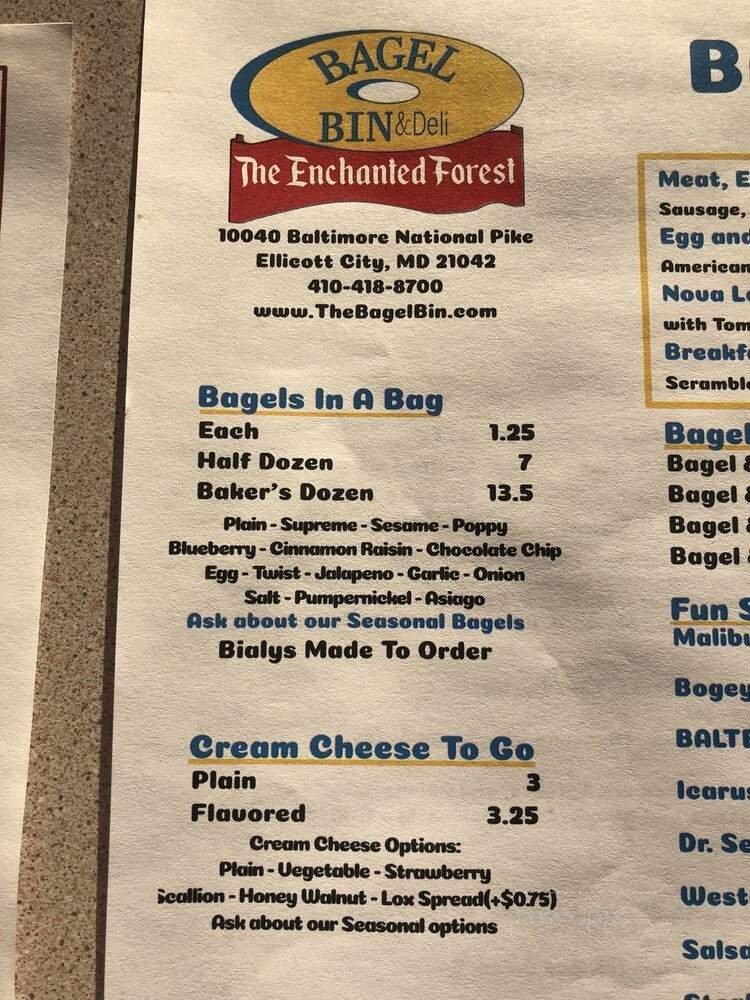 BAGEL
BIN & Deli
The Enchanted Forest
10040 Baltimore National Pike
Ellicott City, MD 21042
410-418-8700
www.TheBagelBin.com
Bagels In A Bag
Each 1.25
Half Dozen 7
Baker's Dozen 13.5
Plain - Supreme - Sesame - Poppy
Blueberry - Cinnamon Raisin - Chocolate Chip
Egg - Twist - Jalapeno - Garlic - Onion
Salt - Pumpernickel - Asiago
Ask about our Seasonal Bagels
Bialys Made To Order
Cream Cheese To Go
Plain 3
Flavored 3.25
Cream Cheese Options:
Plain - Vegetable - Strawberry
Scallion - Honey Walnut - Lox Spread(+$0.75)
Ask about our Seasonal options
Meat, E
Sausage,
Egg and
American
Nova Lo
with Tom
Breakfa
Scramble
Bagel
Bagel &
Bagel &
Bagel &
Bagel &
Fun S
Malibu
Bogey
BALTE
Icarus
Dr. Se
West
Salsa